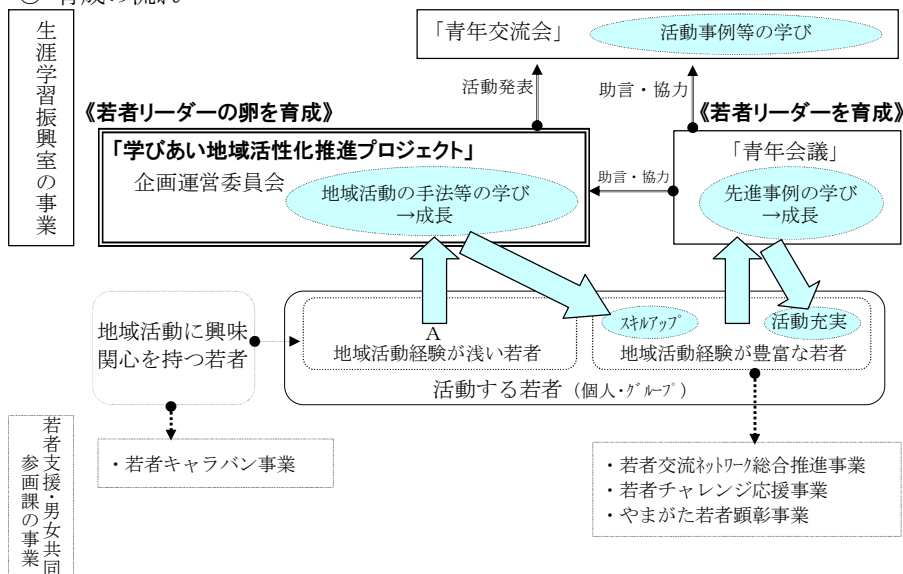 生涯学習振興室の事業
「青年交流会」
活動事例等の学び
活動発表
助言・協力
《若者リーダーの卵を育成》
《若者リーダーを育成》
「学びあい地域活性化推進プロジェクト」
企画運営委員会
地域活動の手法等の学び
→成長
助言・協力
「青年会議」
先進事例の学び
→成長
地域活動に興味
関心を持つ若者
A
地域活動経験が浅い若者
ｽｷﾙｱｯﾌﾟ
活動充実
地域活動経験が豊富な若者
活動する若者（個人・ｸﾞﾙｰﾌﾟ）
若者支援・男女共同
参画課の事業
・若者キャラバン事業
・若者交流ﾈｯﾄﾜｰｸ総合推進事業
・若者チャレンジ応援事業
・やまがた若者顕彰事業